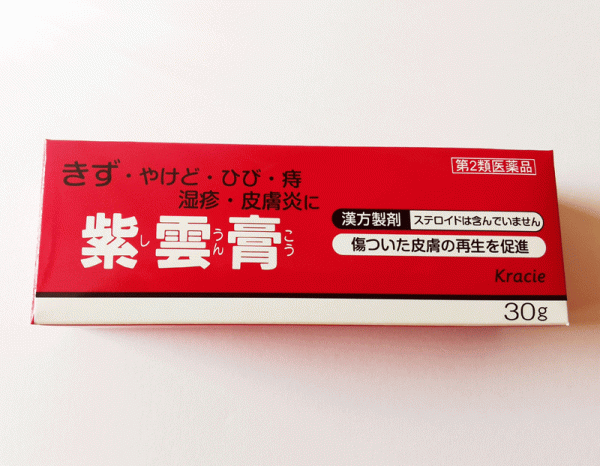 きず・やけど・ひび・痔
湿疹・皮膚炎に
紫雲膏
し うん こう
第2類医薬品
漢方製剤 ステロイドは含んでいません
傷ついた皮膚の再生を促進
Kracie
30g